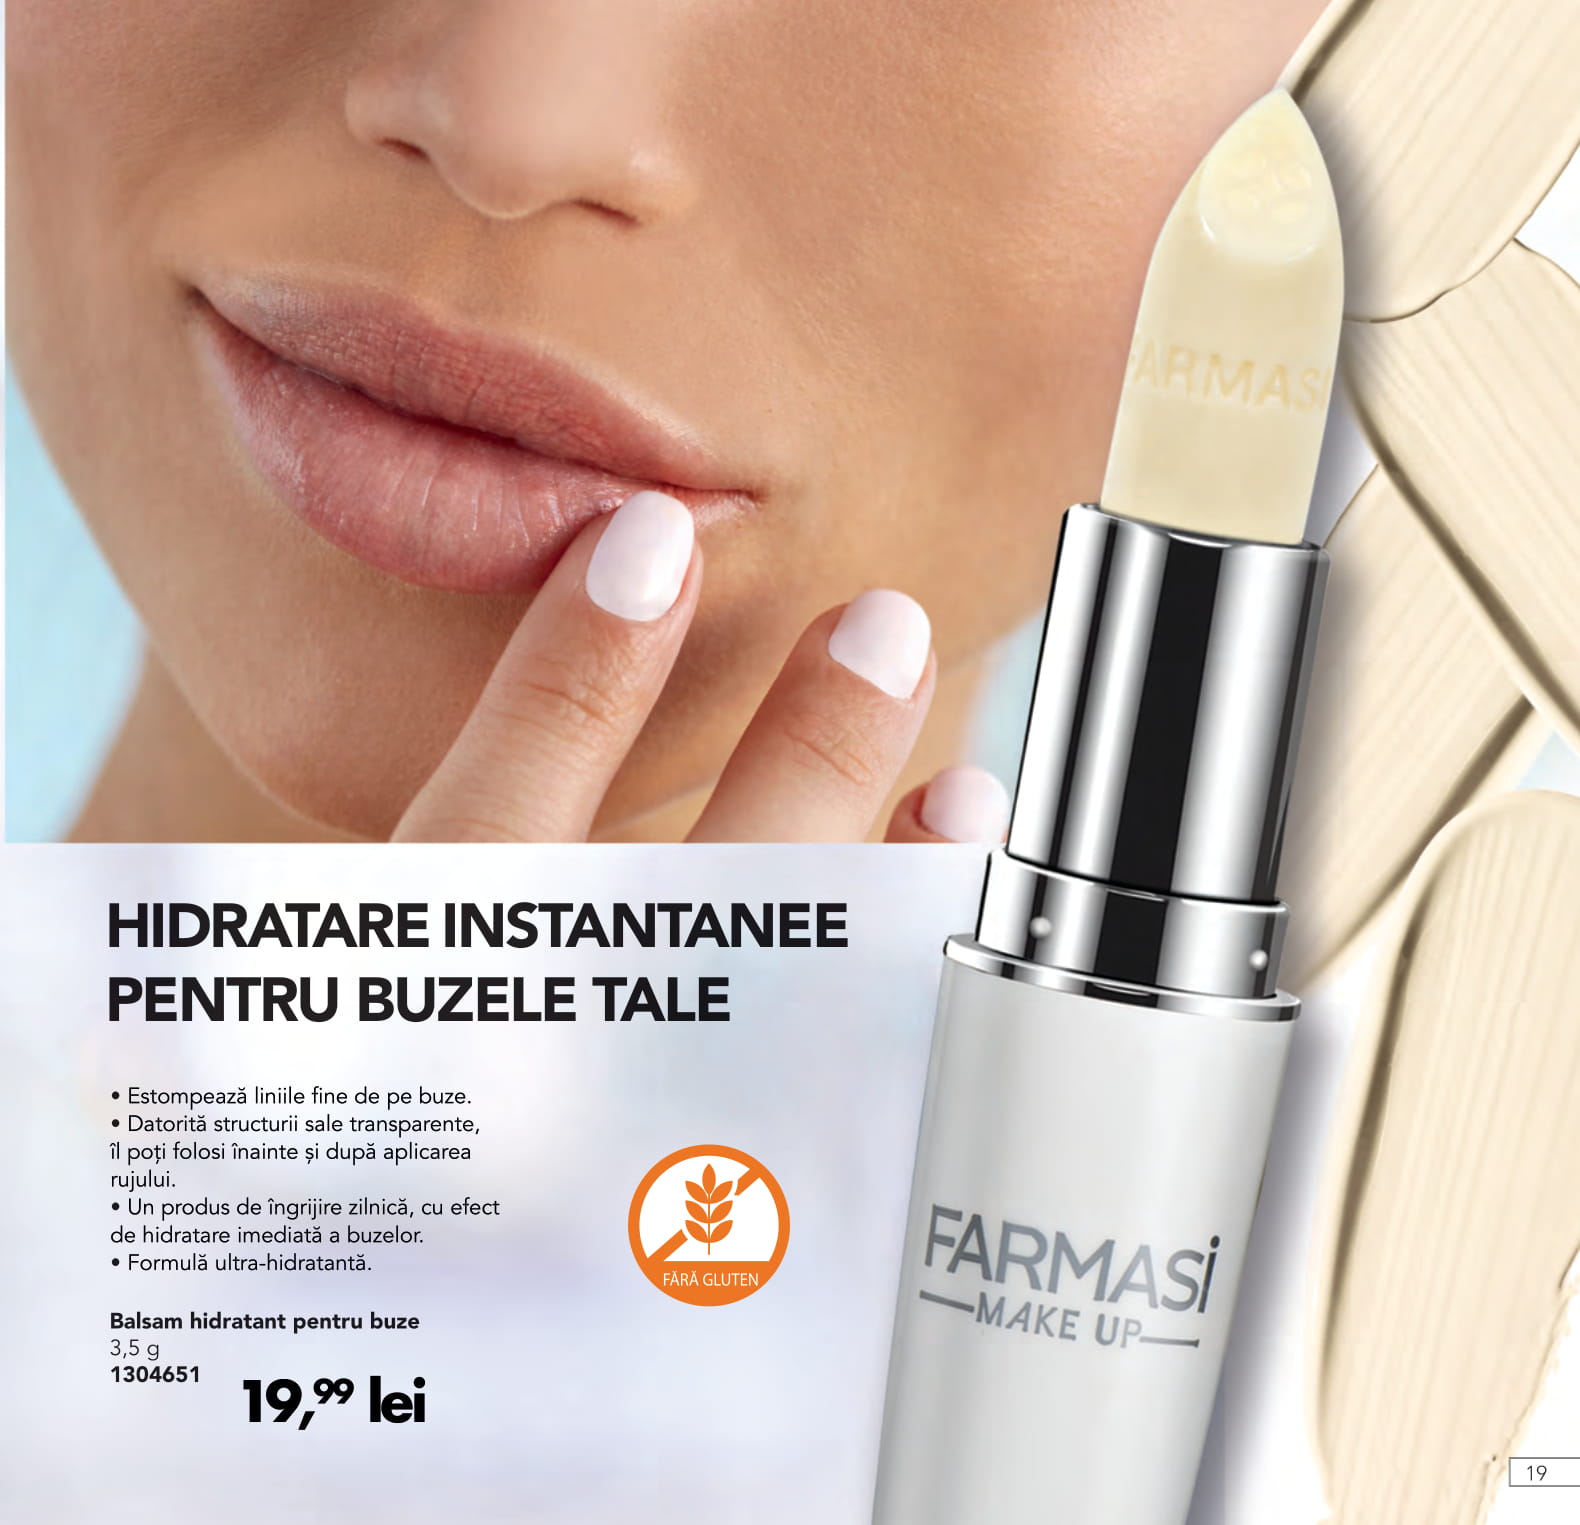 FARMASi
HIDRATARE INSTANTANEE
PENTRU BUZELE TALE
• Estompează liniile fine de pe buze.
• Datorită structurii sale transparente,
îl poți folosi înainte și după aplicarea
rujului.
• Un produs de îngrijire zilnică, cu efect
de hidratare imediată a buzelor.
• Formulă ultra-hidratantă.
FĂRĂ GLUTEN
Balsam hidratant pentru buze
3,5 g
1304651
19,99 lei
FARMASi
MAKE UP
19